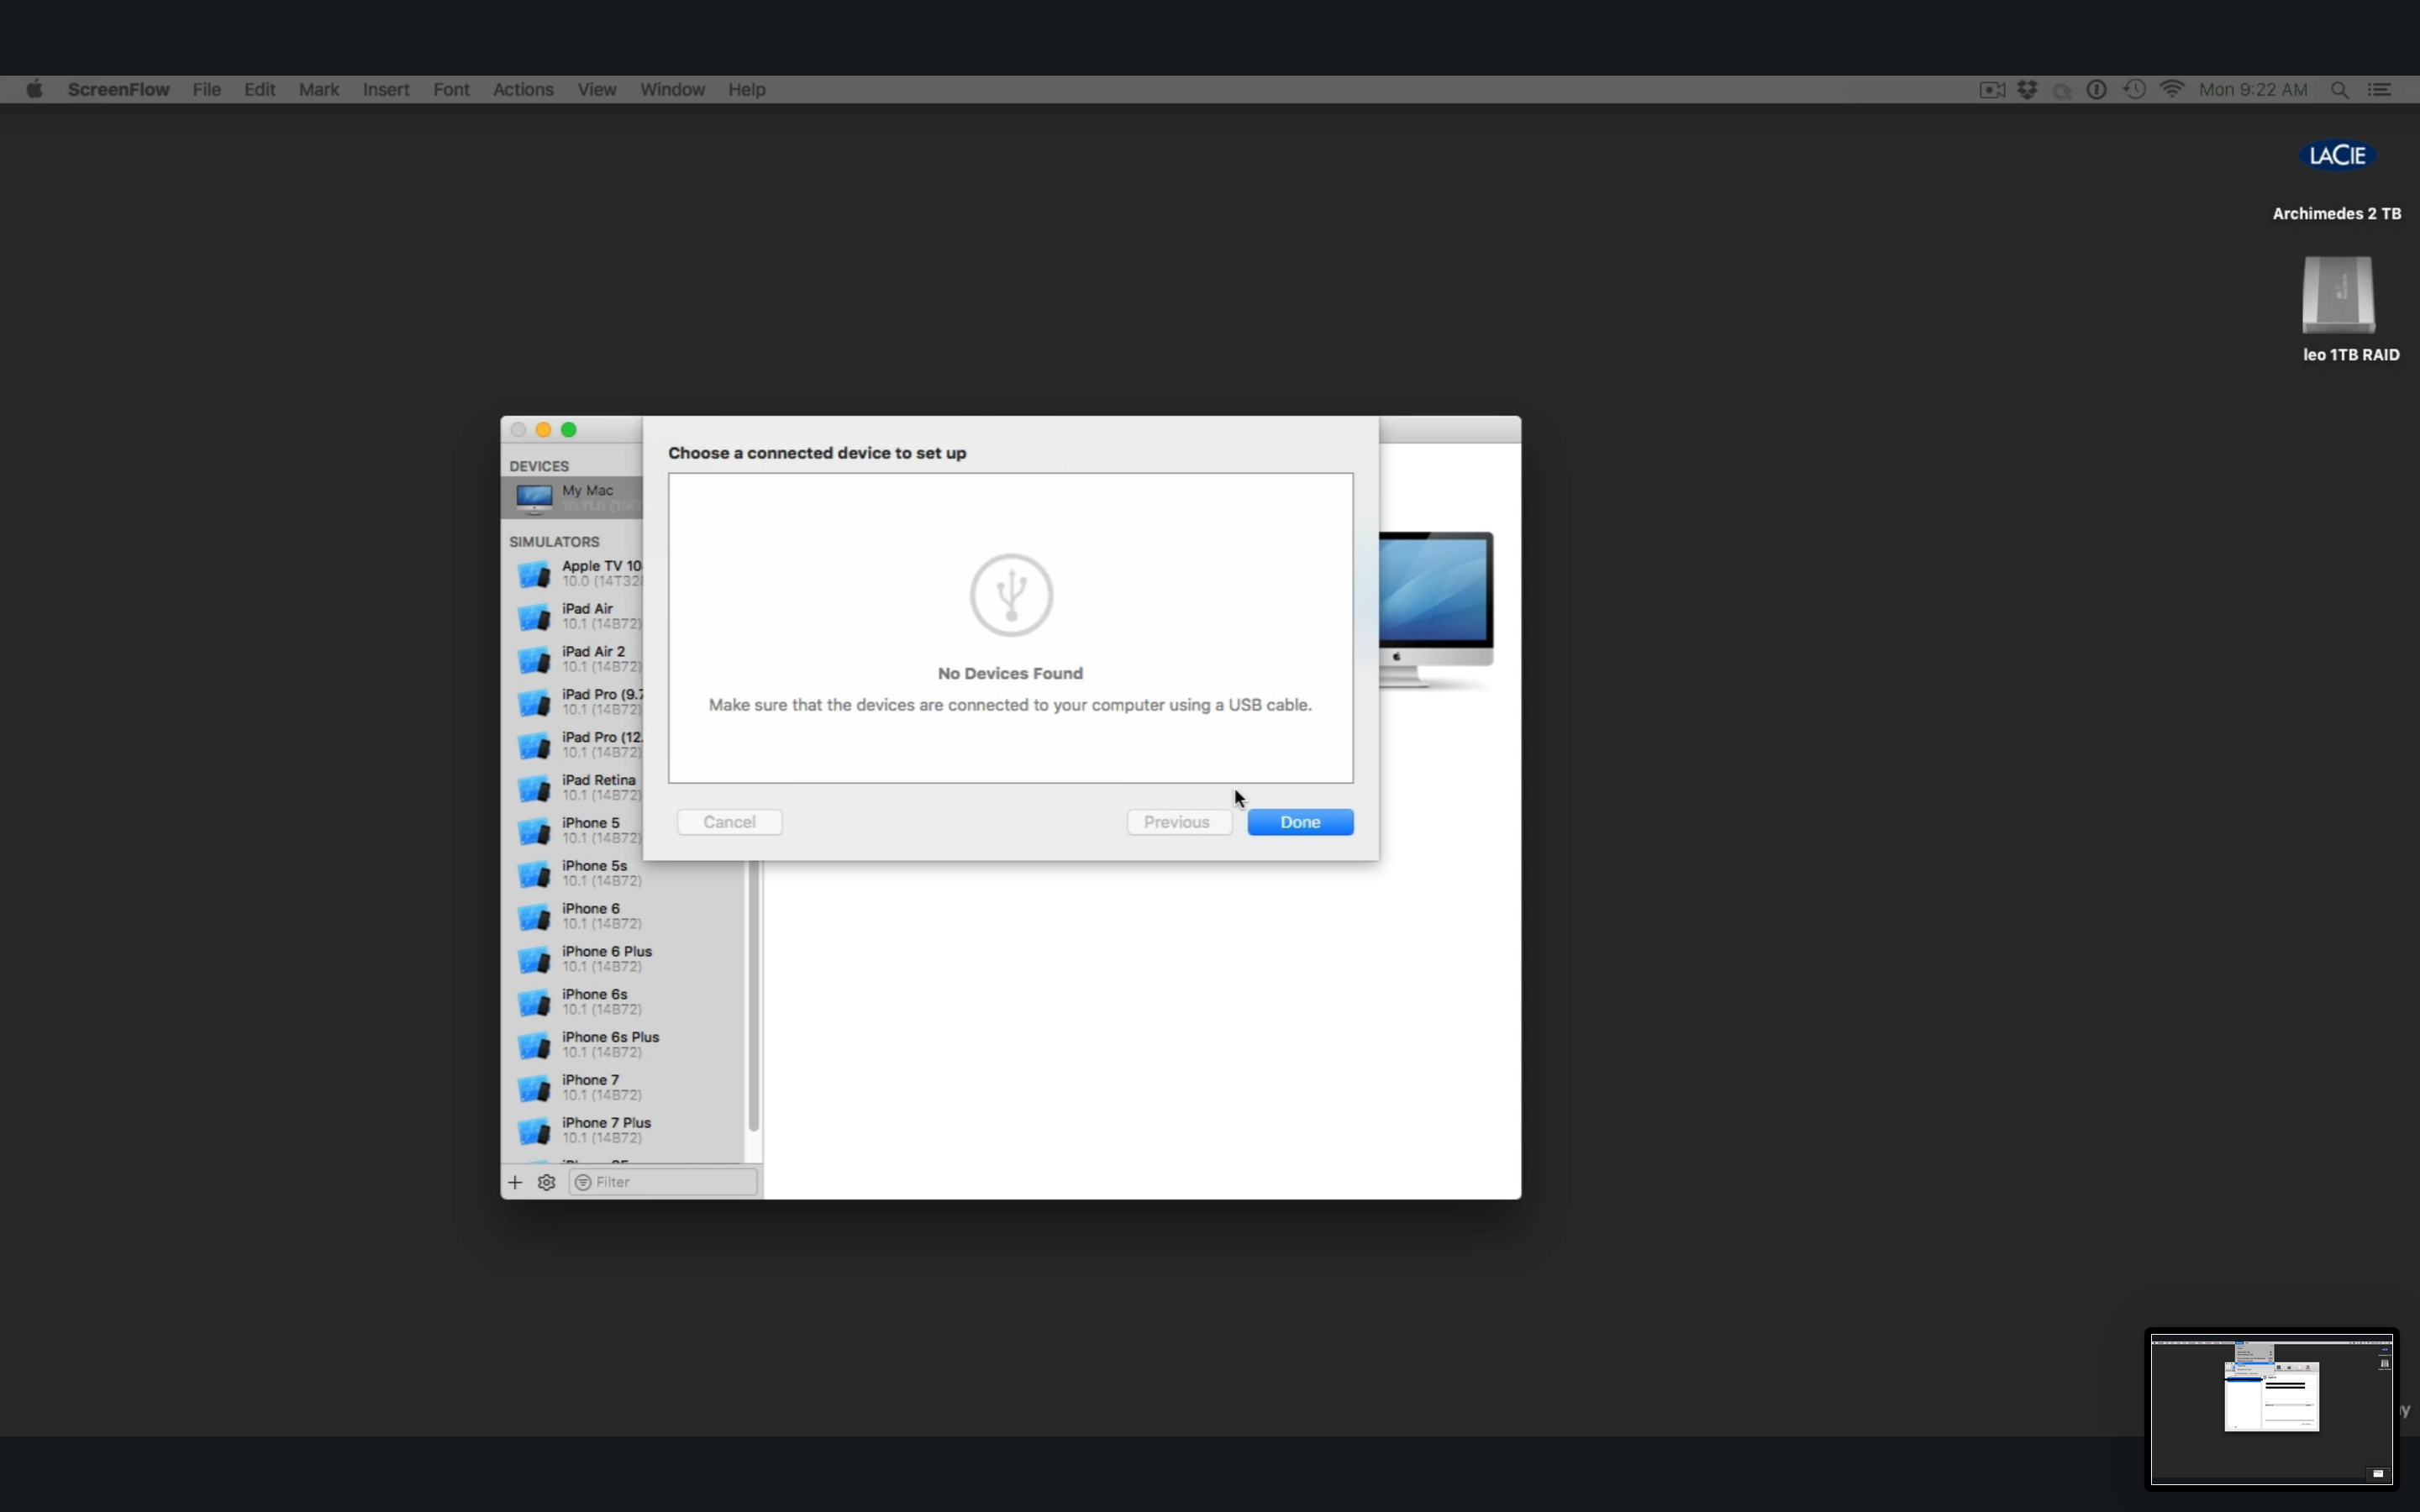 ScreenFlow File Edit Mark Insert Font Actions View Window Help
Mon 9:22 AM
LACIE
Archimedes 2 TB
leo 1TB RAID
Choose a connected device to set up
No Devices Found
Make sure that the devices are connected to your computer using a USB cable.
Cancel
Previous
Done
DEVICES
My Mac
SIMULATORS
Apple TV 10
10.0 (14T32
iPad Air
10.1 (14B72)
iPad Air 2
10.1 (14B72)
iPad Pro (9.7
10.1 (14B72)
iPad Pro (12.
10.1 (14B72)
iPad Retina
10.1 (14B72)
iPhone 5
10.1 (14B72)
iPhone 5s
10.1 (14B72)
iPhone 6
10.1 (14B72)
iPhone 6 Plus
10.1 (14B72)
iPhone 6s
10.1 (14B72)
iPhone 6s Plus
10.1 (14B72)
iPhone 7
10.1 (14B72)
iPhone 7 Plus
10.1 (14B72)
Filter